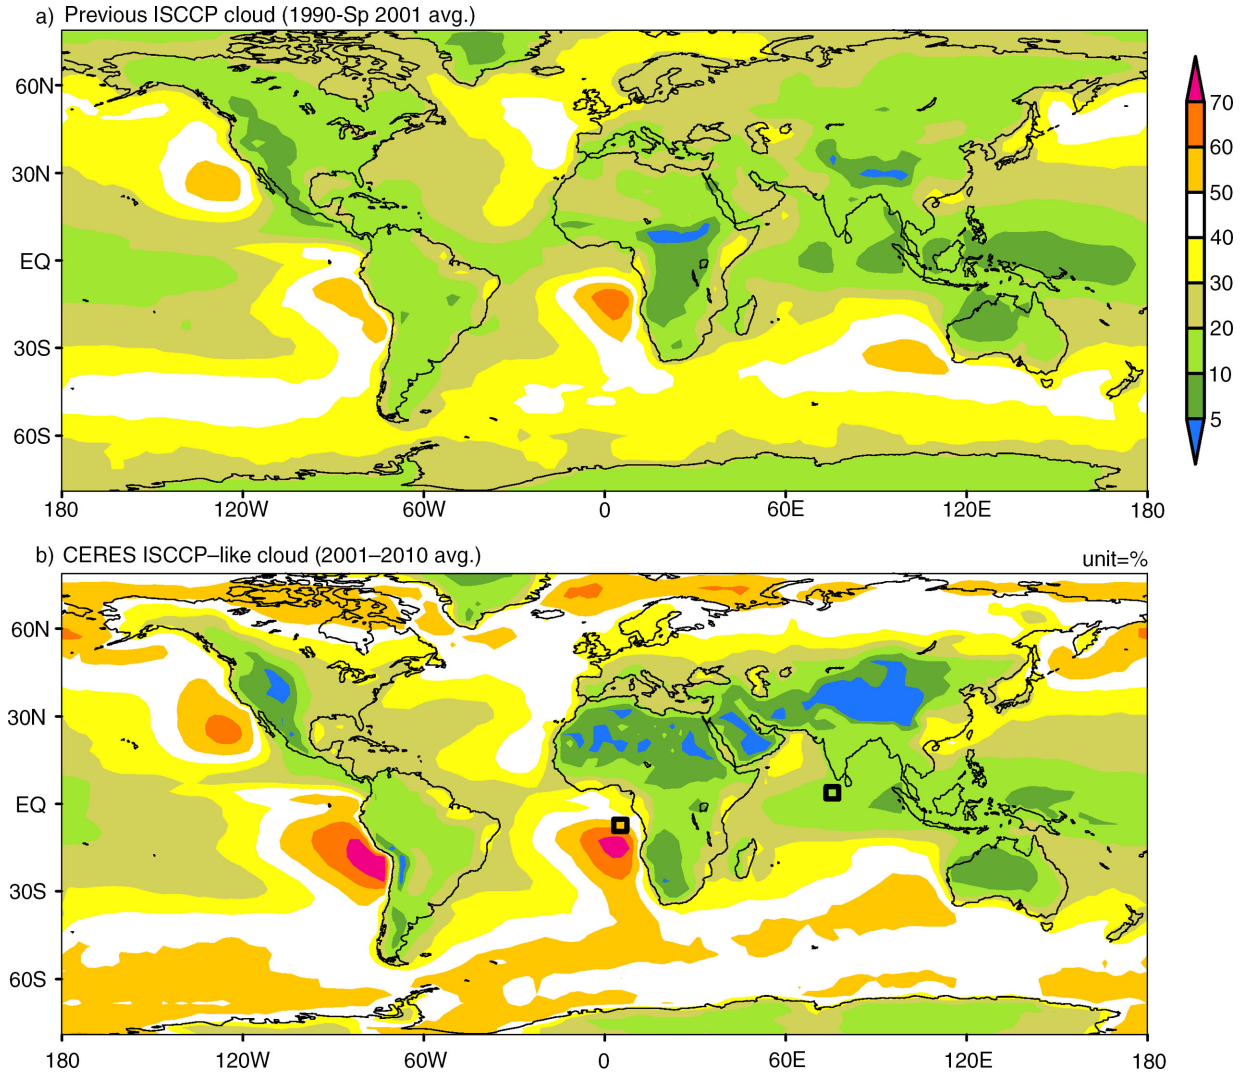 a) Previous ISCCP cloud (1990-Sp 2001 avg.)
60N
30N
EQ
30S
60S
180 120W 60W 0 60E 120E 180
70
60
50
40
30
20
10
5
b) CERES ISCCP–like cloud (2001–2010 avg.) unit=%
60N
30N
EQ
30S
60S
180 120W 60W 0 60E 120E 180